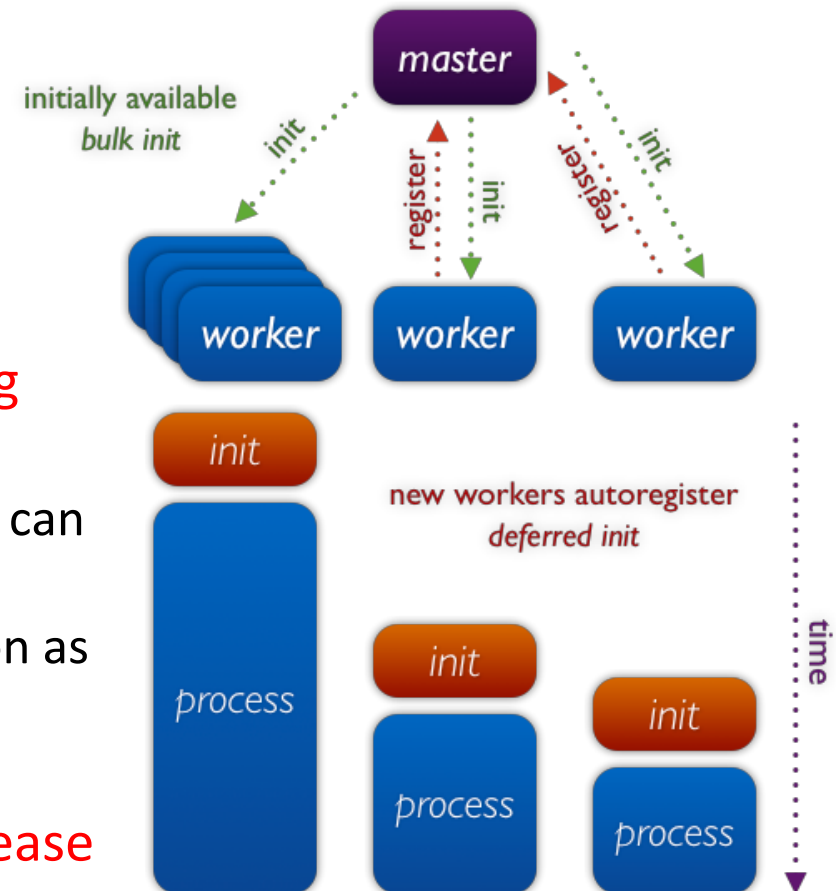 master
initially available
bulk init
init
register
init
register
init
worker
worker
worker
g
init
new workers autoregister
deferred init
can
n as
init
time
process
init
process
process
ease